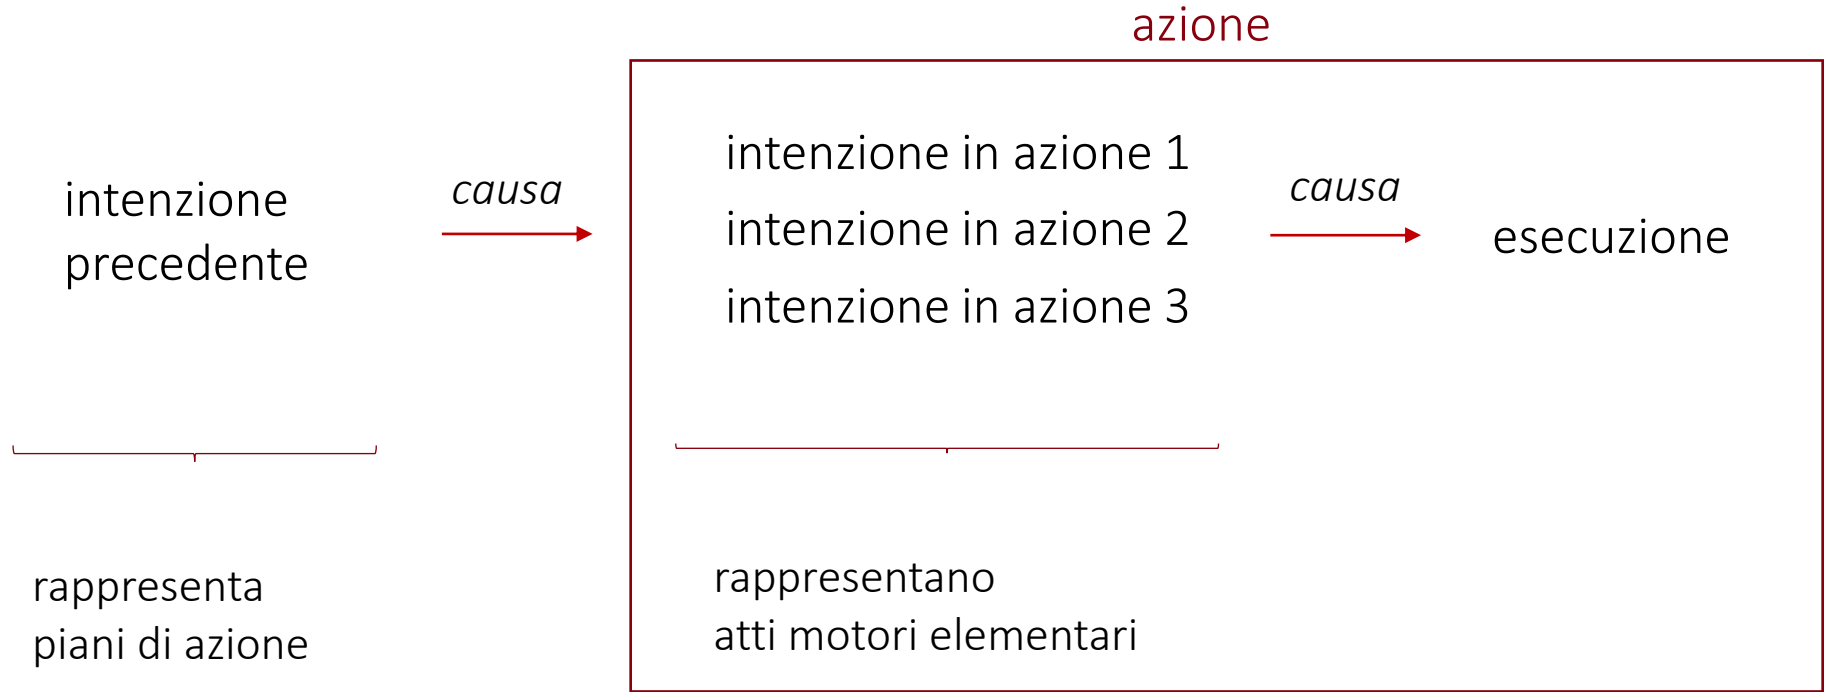 azione
intenzione
precedente
causa
intenzione in azione 1
intenzione in azione 2
intenzione in azione 3
causa
esecuzione
rappresenta
piani di azione
rappresentano
atti motori elementari